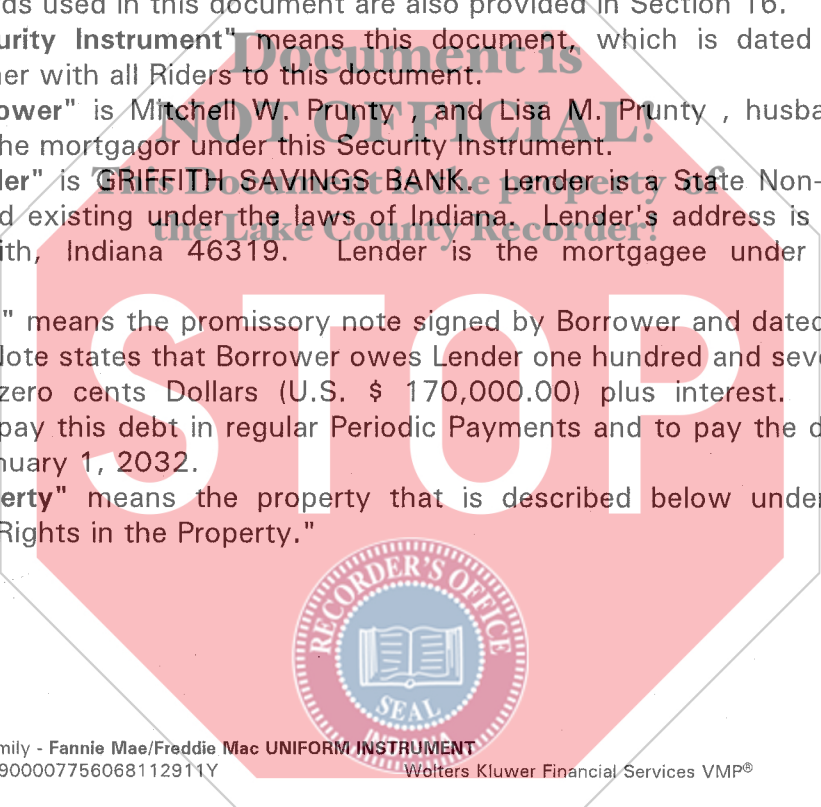 ds used in this document are also provided in Section 16.
urity Instrument" means this document, which is dated
er with all Riders to this document.
ower" is Mitchell W. Prunty , and Lisa M. Prunty , husba
he mortgagor under this Security Instrument.
ler" is GRIFFITH SAVINGS BANK. Lender is a State Non-
d existing under the laws of Indiana. Lender's address is
ith, Indiana 46319. Lender is the mortgagee under
" means the promissory note signed by Borrower and dated
Note states that Borrower owes Lender one hundred and seve
zero cents Dollars (U.S. $ 170,000.00) plus interest.
pay this debt in regular Periodic Payments and to pay the d
nuary 1, 2032.
erty" means the property that is described below under
Rights in the Property."
Document is
NOT OFFICIAL!
This Document is the property of
the Lake County Recorder!
STOP
RECORDER'S OFFICE
SEAL
INDIANA
mily - Fannie Mae/Freddie Mac UNIFORM INSTRUMENT
900007756068112911Y
Wolters Kluwer Financial Services VMP®